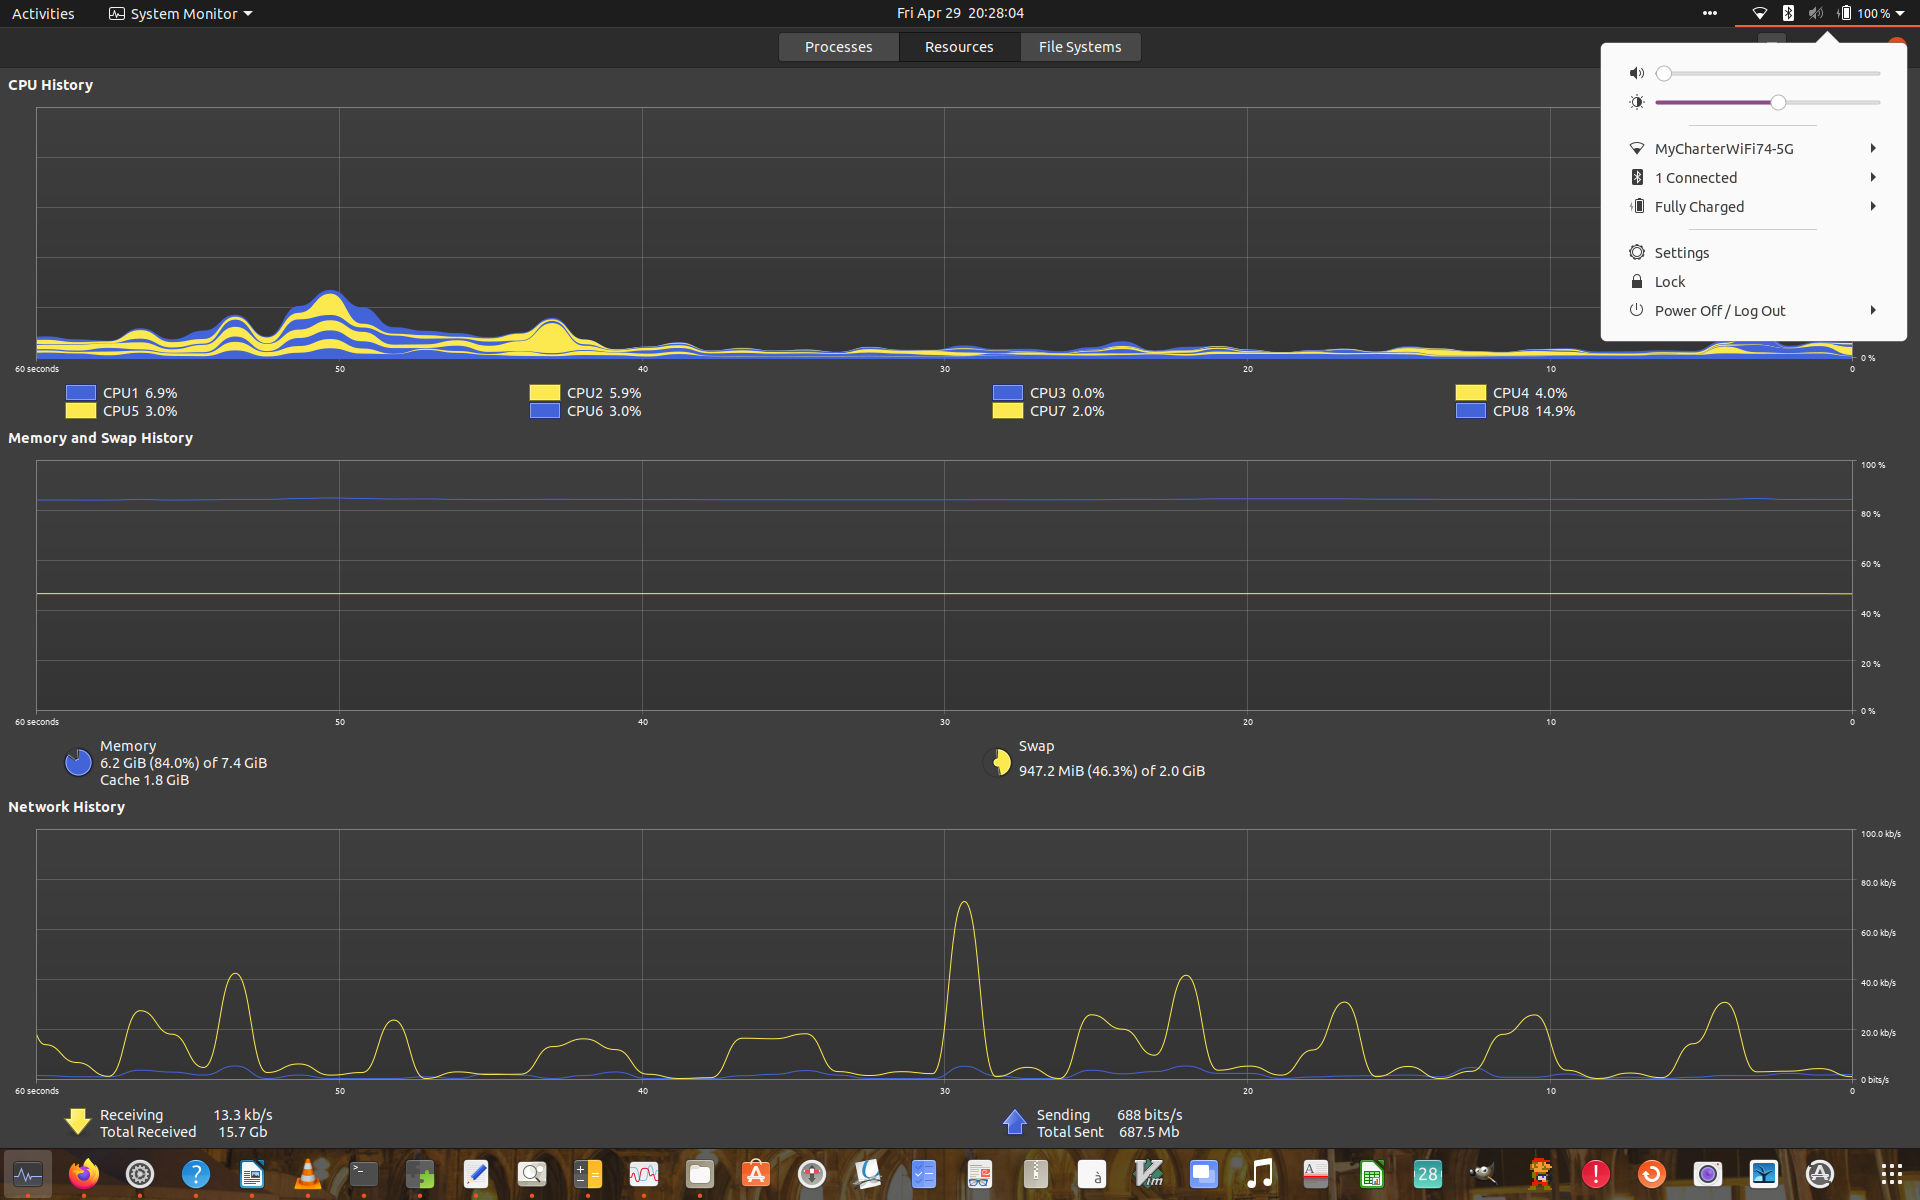 Activities System Monitor Fri Apr 29 20:28:04 100 %
Processes Resources File Systems
CPU History
MyCharterWiFi74-5G
1 Connected
Fully Charged
Settings
Lock
Power Off / Log Out
0 %
60 seconds 50 40 30 20 10 0
CPU1 6.9% CPU2 5.9% CPU3 0.0% CPU4 4.0%
CPU5 3.0% CPU6 3.0% CPU7 2.0% CPU8 14.9%
Memory and Swap History
100 %
80 %
60 %
40 %
20 %
0 %
60 seconds 50 40 30 20 10 0
Memory
6.2 GiB (84.0%) of 7.4 GiB
Cache 1.8 GiB
Swap
947.2 MiB (46.3%) of 2.0 GiB
Network History
100.0 kb/s
80.0 kb/s
60.0 kb/s
40.0 kb/s
20.0 kb/s
0 bits/s
60 seconds 50 40 30 20 10 0
Receiving 13.3 kb/s
Total Received 15.7 Gb
Sending 688 bits/s
Total Sent 687.5 Mb
? >_ à Vim A 28 !